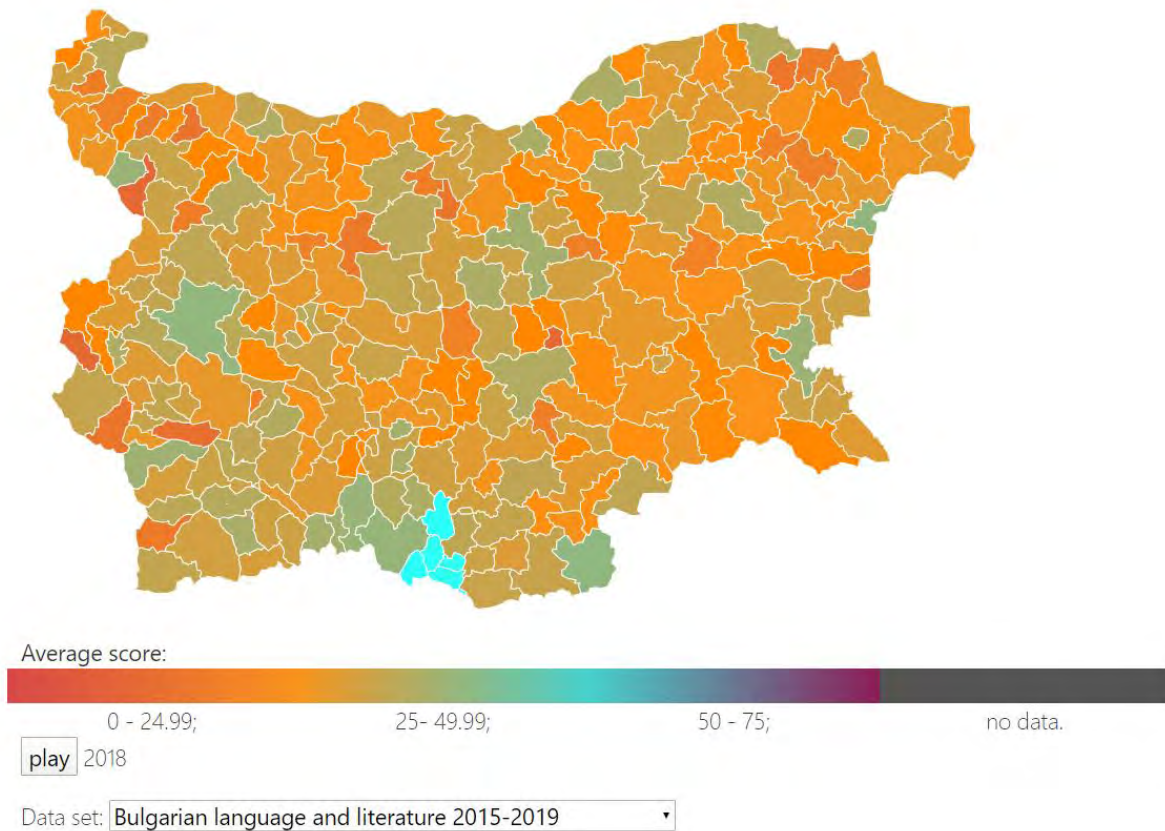 Average score:
0 - 24.99;
25- 49.99;
50 - 75;
no data.
play 2018
Data set: Bulgarian language and literature 2015-2019